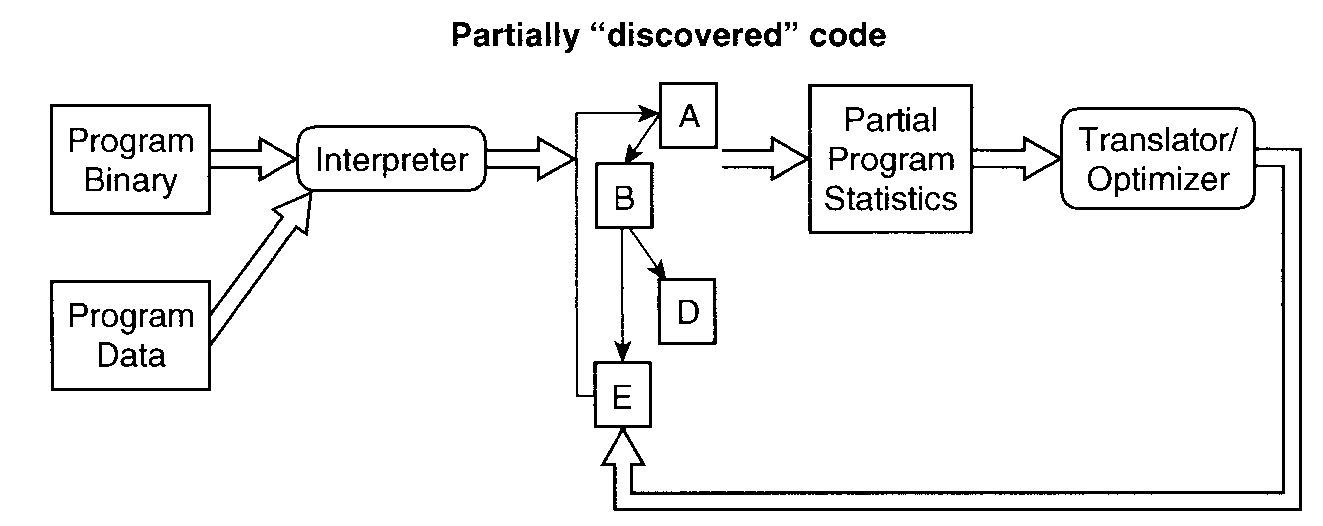 Partially “discovered” code
Program
Binary
Interpreter
Program
Data
A
B
D
E
Partial
Program
Statistics
Translator/
Optimizer